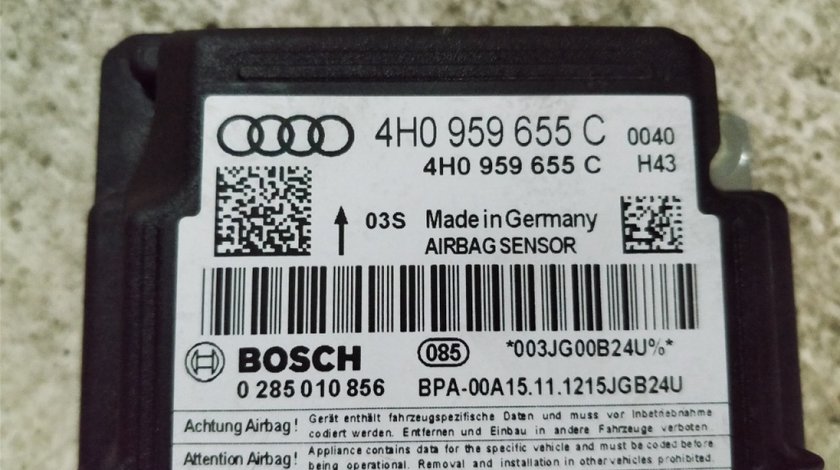 4H0 959 655 C 0040
4H0 959 655 C H43
03S Made in Germany
AIRBAG SENSOR
BOSCH 085 *003JG00B24U%*
0 285 010 856 BPA-00A15.11.1215JGB24U
Achtung Airbag! Gerät enthält fahrzeugspezifische Daten und muss vor Inbetriebnahme
codiert werden. Entfernen und Einbau in andere Fahrzeuge verboten.
Attention Airbag! Appliance contains data for the specific vehicle and must be coded before
being operational. Removal and installation in other vehicles prohibited.